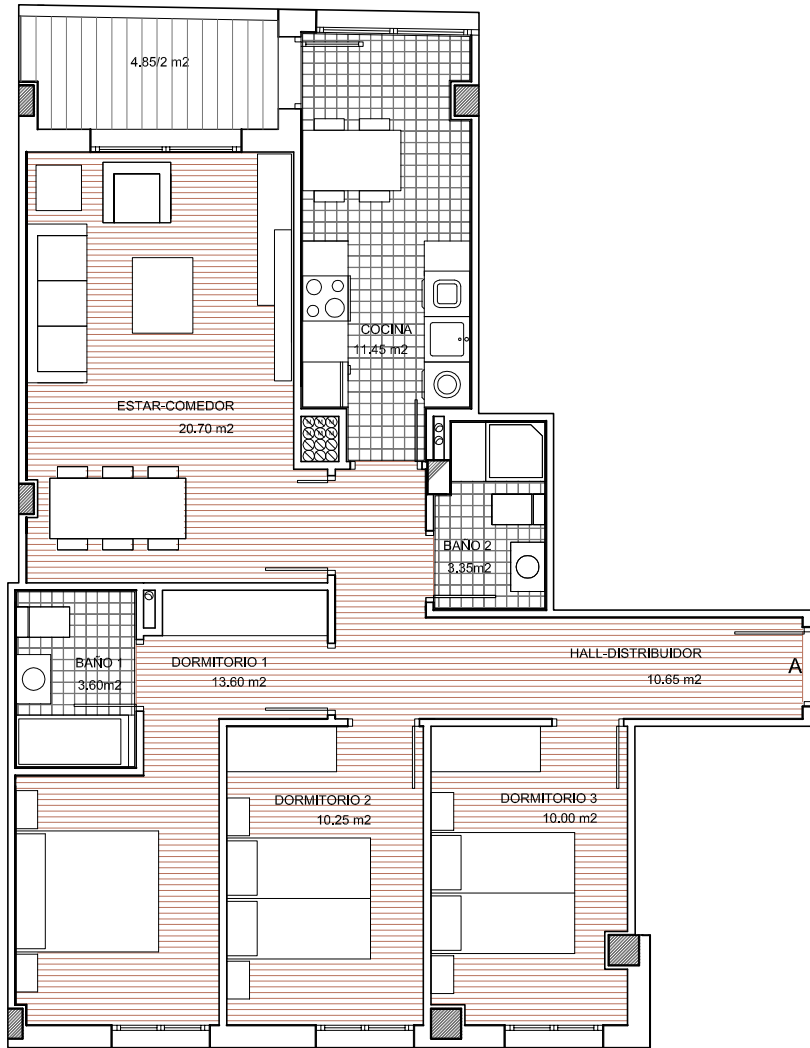 4.85/2 m2
COCINA
11.45 m2
ESTAR-COMEDOR
20.70 m2
BAÑO 2
3.35m2
HALL-DISTRIBUIDOR
10.65 m2
A
BAÑO 1
3.60m2
DORMITORIO 1
13.60 m2
DORMITORIO 2
10.25 m2
DORMITORIO 3
10.00 m2